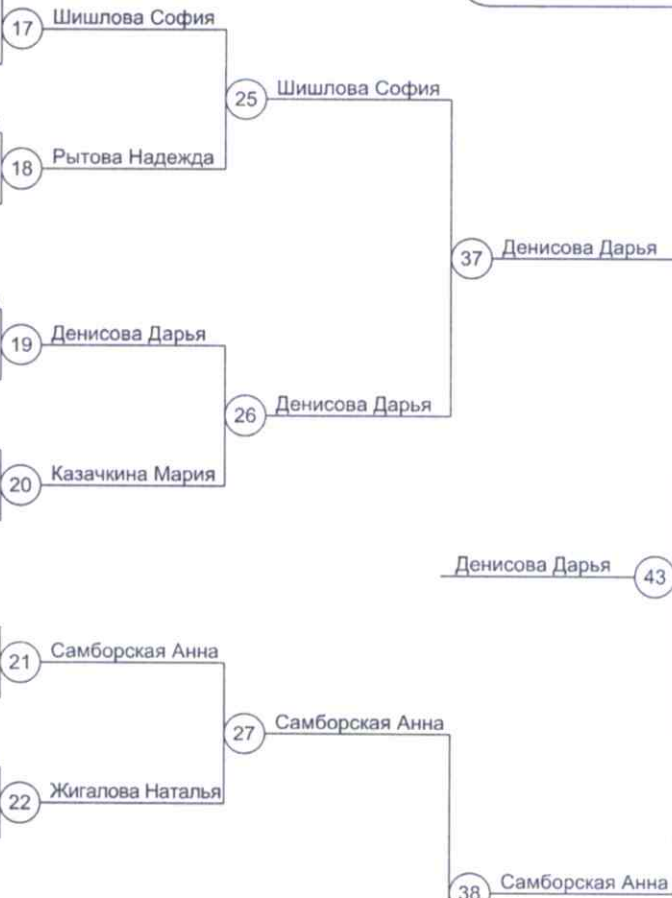 17 Шишлова София
25 Шишлова София
18 Рытова Надежда
37 Денисова Дарья
19 Денисова Дарья
26 Денисова Дарья
20 Казачкина Мария
Денисова Дарья 43
21 Самборская Анна
27 Самборская Анна
22 Жигалова Наталья
38 Самборская Анна